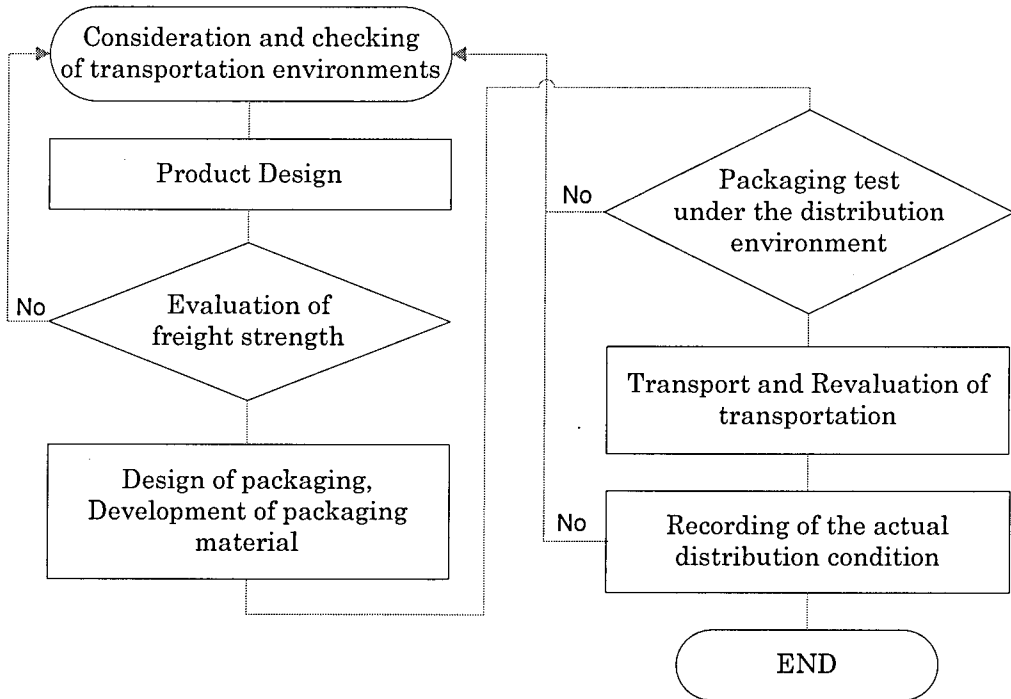 Consideration and checking
of transportation environments
Product Design
No
Evaluation of
freight strength
Design of packaging,
Development of packaging
material
No
Packaging test
under the distribution
environment
Transport and Revaluation of
transportation
No
Recording of the actual
distribution condition
END